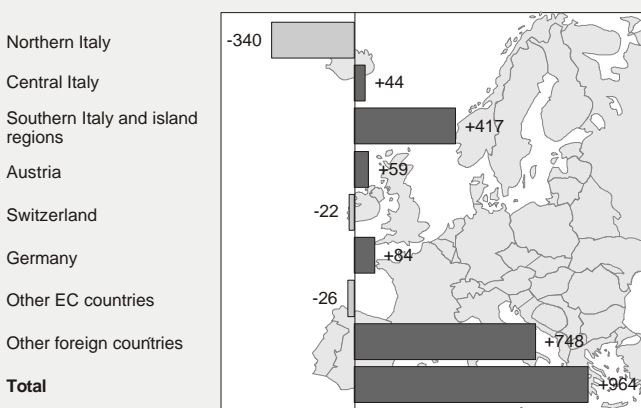 Northern Italy -340
Central Italy +44
Southern Italy and island
regions +417
Austria +59
Switzerland -22
Germany +84
Other EC countries -26
Other foreign countries +748
Total +964